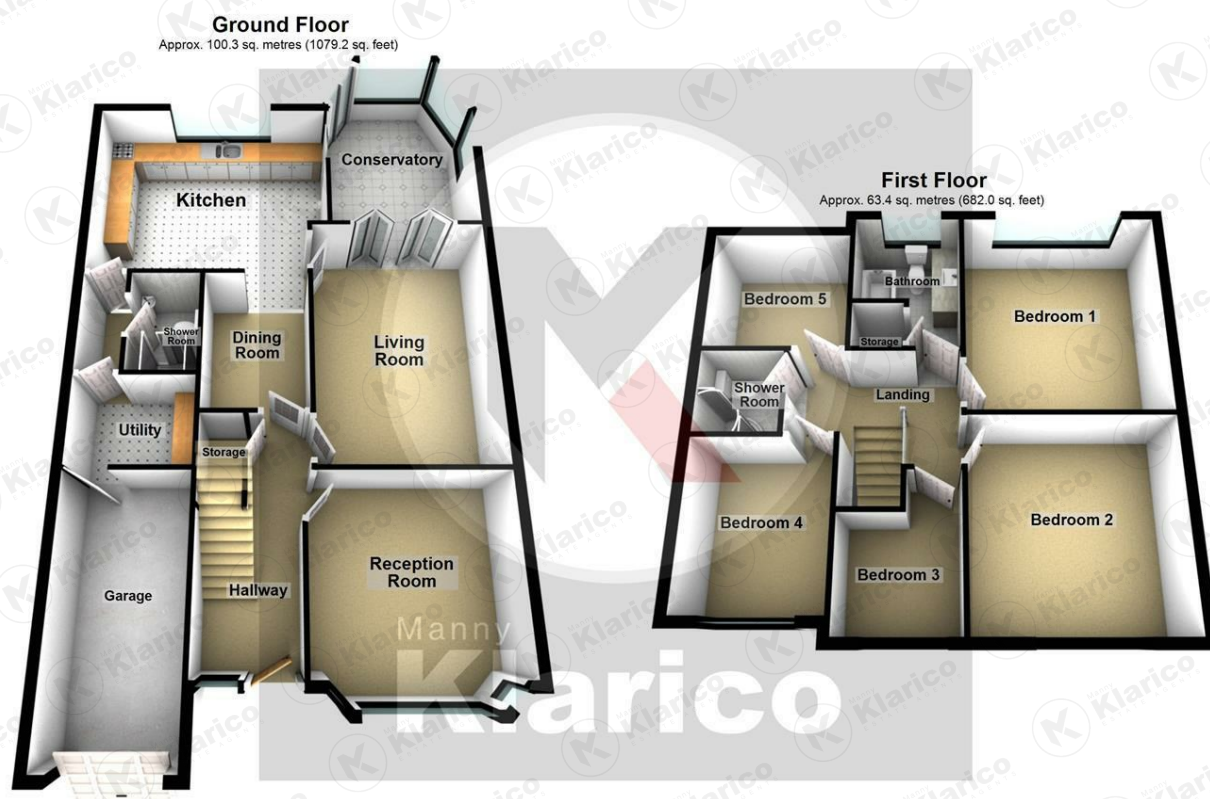 Ground Floor
Approx. 100.3 sq. metres (1079.2 sq. feet)
Conservatory
Kitchen
Shower
Room
Dining
Room
Living
Room
Utility
Storage
Reception
Room
Hallway
Garage
First Floor
Approx. 63.4 sq. metres (682.0 sq. feet)
Bathroom
Bedroom 5
Bedroom 1
Storage
Shower
Room
Landing
Bedroom 4
Bedroom 2
Bedroom 3
Manny
Klarico